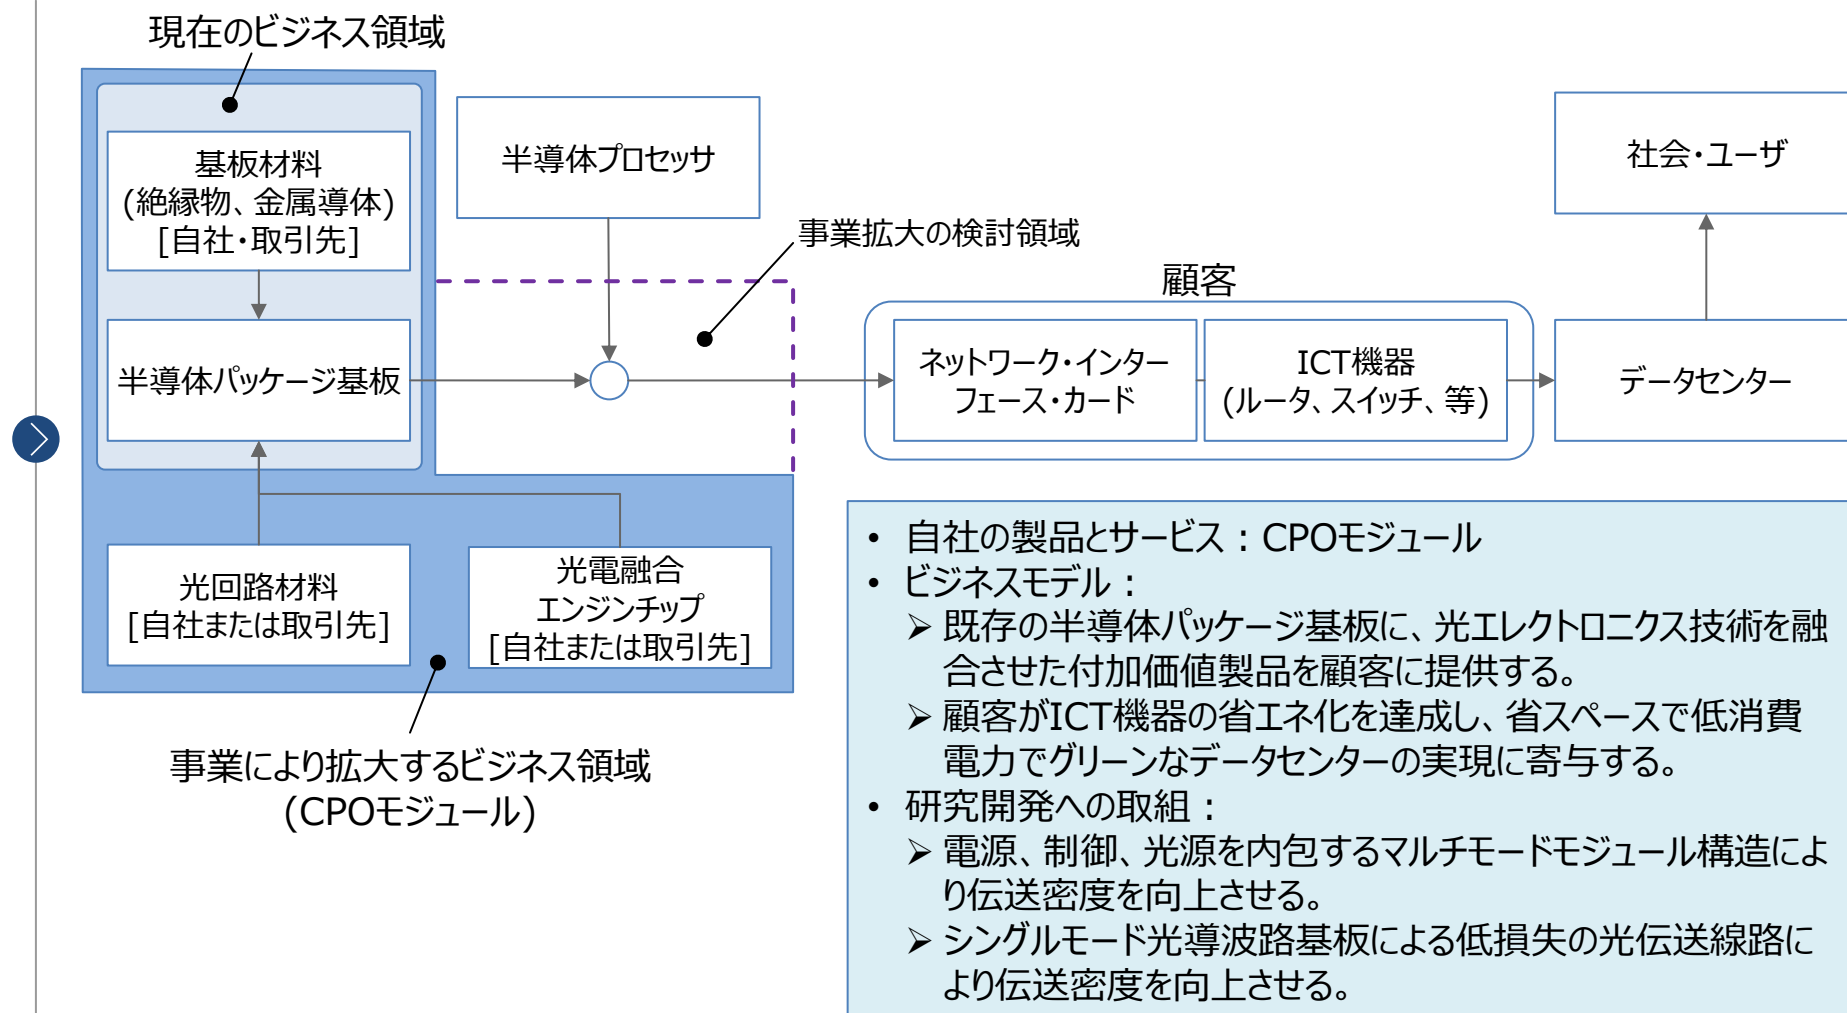 現在のビジネス領域
基板材料
(絶縁物、金属導体)
[自社・取引先]
半導体パッケージ基板
半導体プロセッサ
事業拡大の検討領域
顧客
ネットワーク・インター
フェース・カード
ICT機器
(ルータ、スイッチ、等)
社会・ユーザ
データセンター
光回路材料
[自社または取引先]
光電融合
エンジンチップ
[自社または取引先]
事業により拡大するビジネス領域
(CPOモジュール)
• 自社の製品とサービス：CPOモジュール
• ビジネスモデル：
➢ 既存の半導体パッケージ基板に、光エレクトロニクス技術を融
合させた付加価値製品を顧客に提供する。
➢ 顧客がICT機器の省エネ化を達成し、省スペースで低消費
電力でグリーンなデータセンターの実現に寄与する。
• 研究開発への取組：
➢ 電源、制御、光源を内包するマルチモードモジュール構造によ
り伝送密度を向上させる。
➢ シングルモード光導波路基板による低損失の光伝送線路に
より伝送密度を向上させる。